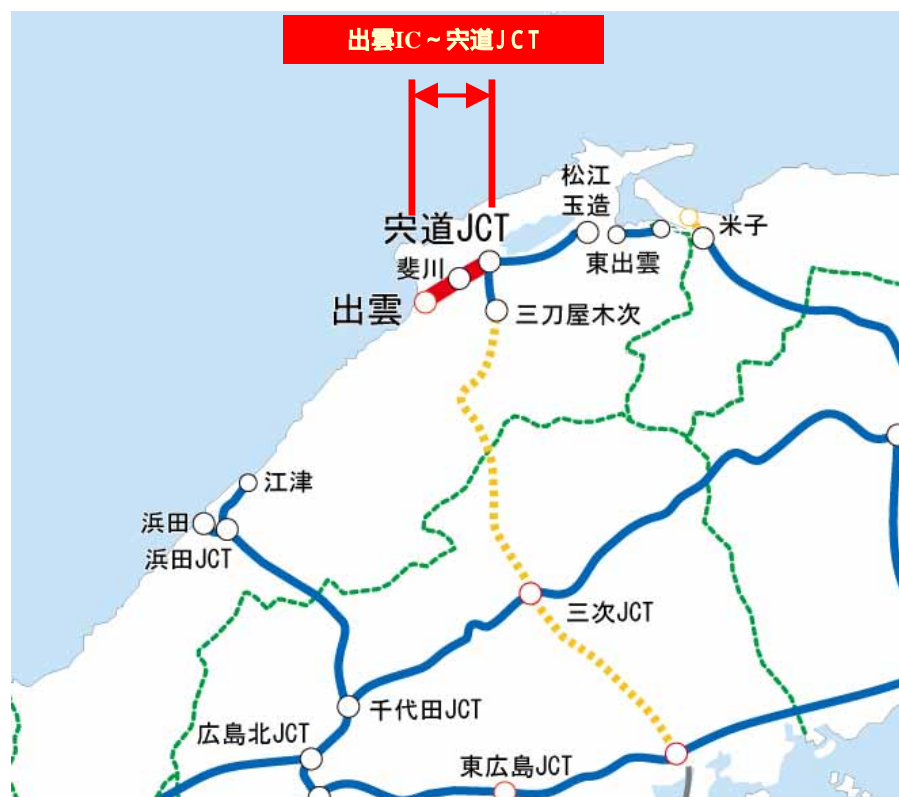 出雲IC～宍道JCT
松江
玉造
米子
宍道JCT
東出雲
斐川
出雲
三刀屋木次
江津
浜田
浜田JCT
三次JCT
千代田JCT
広島北JCT
東広島JCT